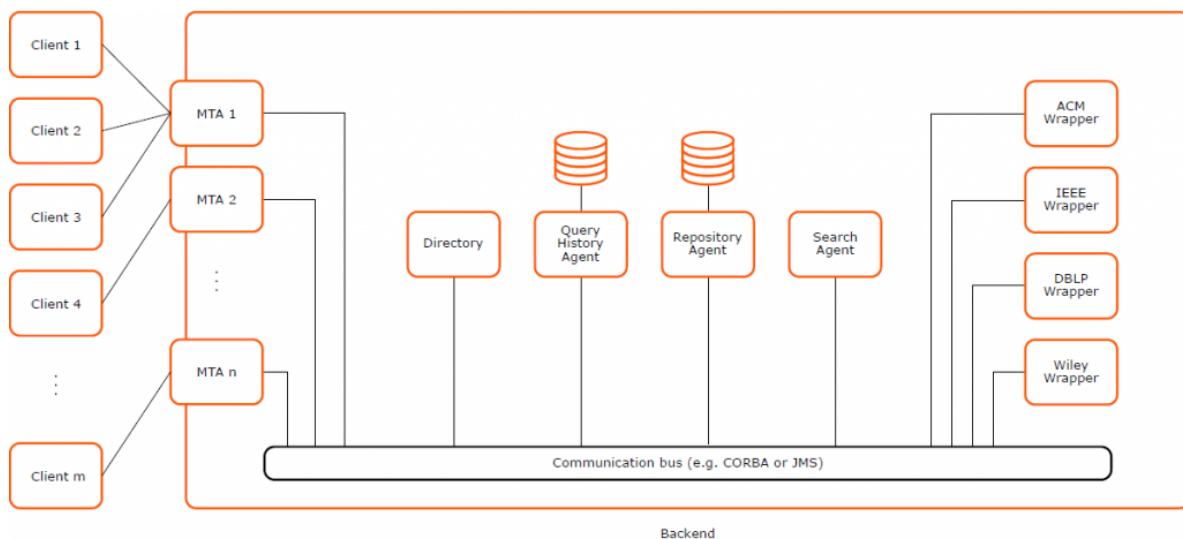 Client 1
Client 2
Client 3
Client 4
⋮
Client m
MTA 1
MTA 2
⋮
MTA n
Directory
Query
History
Agent
Repository
Agent
Search
Agent
ACM
Wrapper
IEEE
Wrapper
DBLP
Wrapper
Wiley
Wrapper
Communication bus (e.g. CORBA or JMS)
Backend